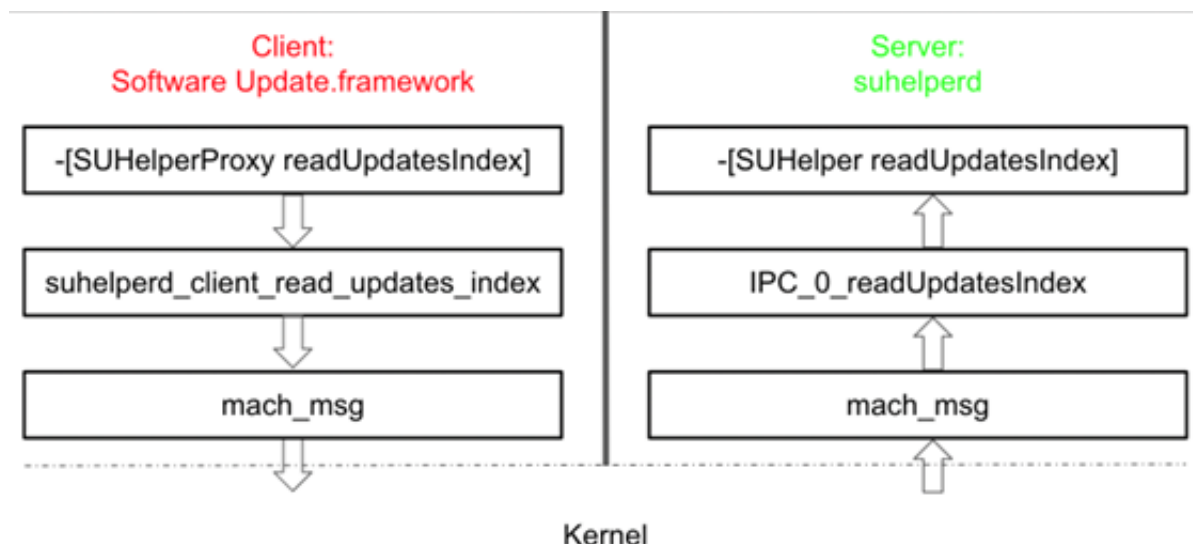 Client:
Software Update.framework
-[SUHelperProxy readUpdatesIndex]
suhelperd_client_read_updates_index
mach_msg
Server:
suhelperd
-[SUHelper readUpdatesIndex]
IPC_0_readUpdatesIndex
mach_msg
Kernel